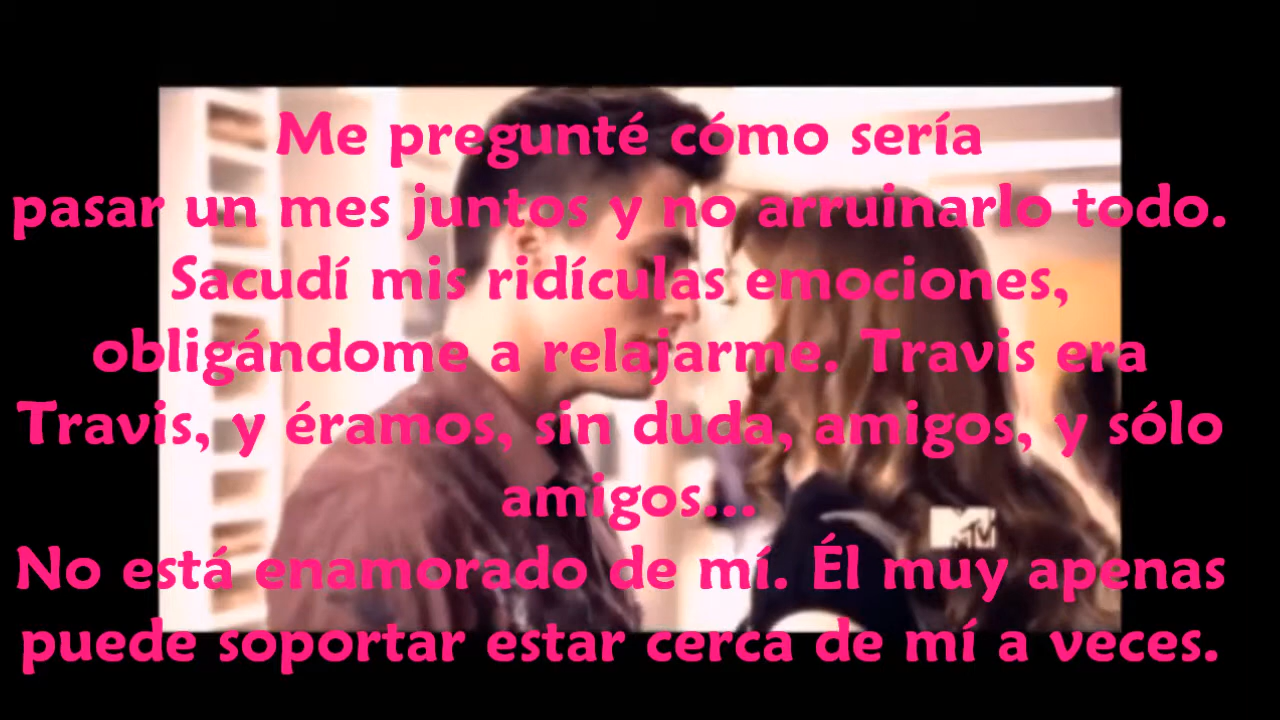 Me pregunté cómo sería
pasar un mes juntos y no arruinarlo todo.
Sacudí mis ridículas emociones,
obligándome a relajarme. Travis era
Travis, y éramos, sin duda, amigos, y sólo
amigos...
No está enamorado de mí. Él muy apenas
puede soportar estar cerca de mí a veces.
MTV